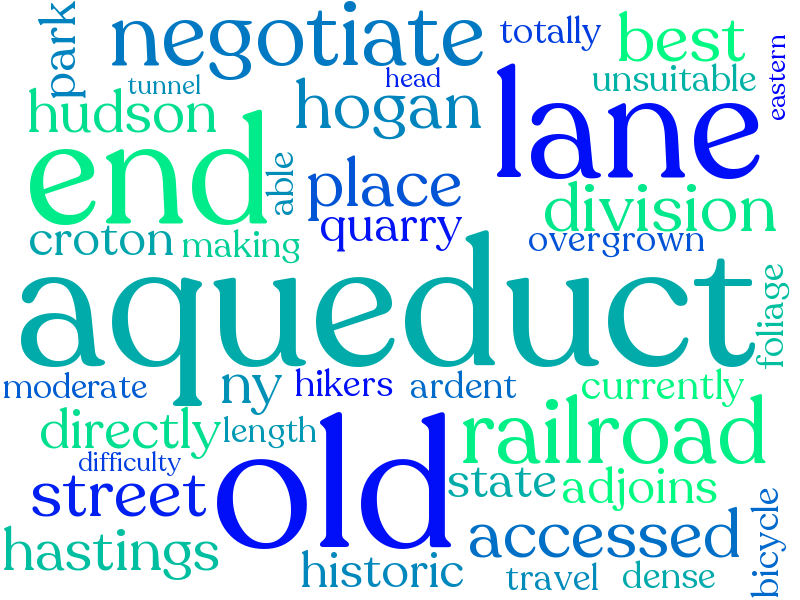 park
negotiate
totally
best
eastern
tunnel
head
unsuitable
hudson
hogan
lane
end
able
place
division
quarry
croton
making
overgrown
aqueduct
foliage
moderate
ny
hikers
ardent
currently
directly
length
old
railroad
difficulty
street
state
adjoins
bicycle
hastings
accessed
historic
travel
dense